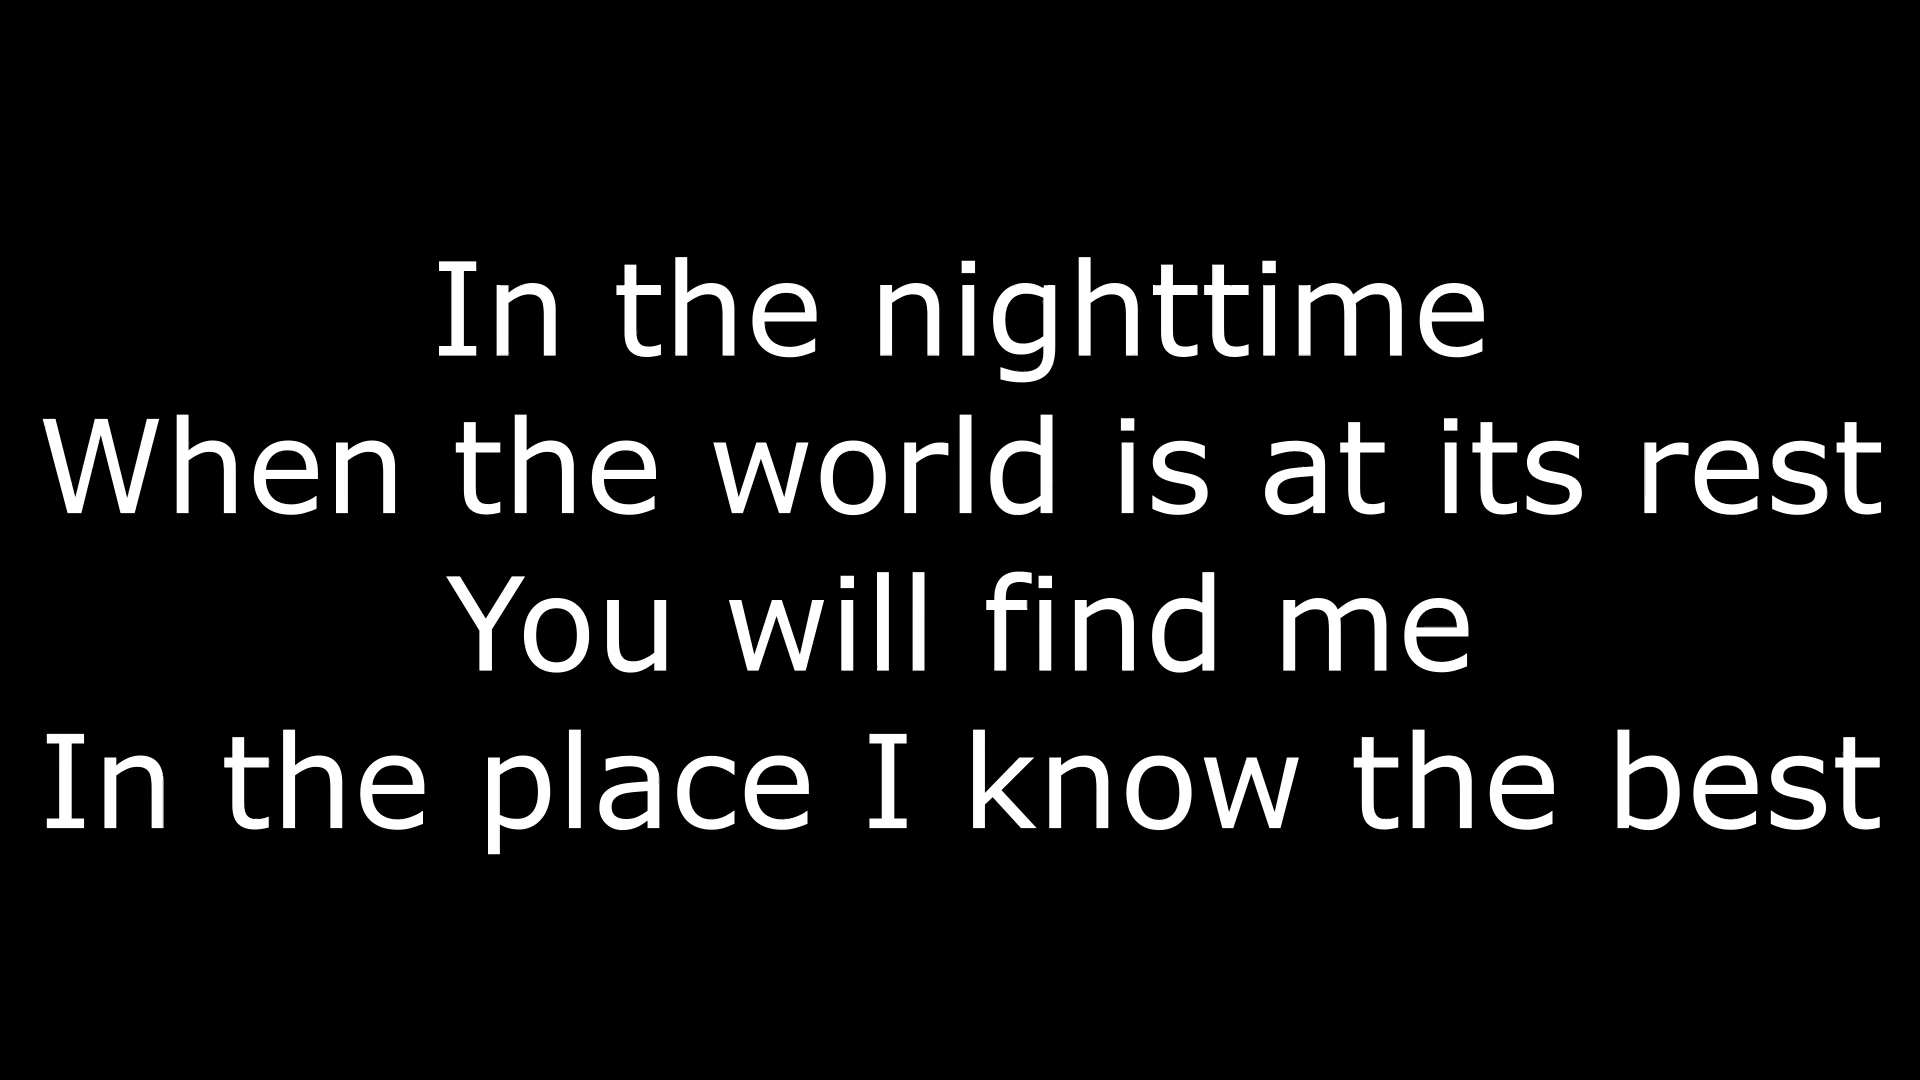 In the nighttime
When the world is at its rest
You will find me
In the place I know the best